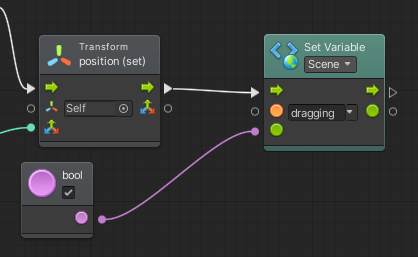 Transform
position (set)
Self
Set Variable
Scene
dragging
bool